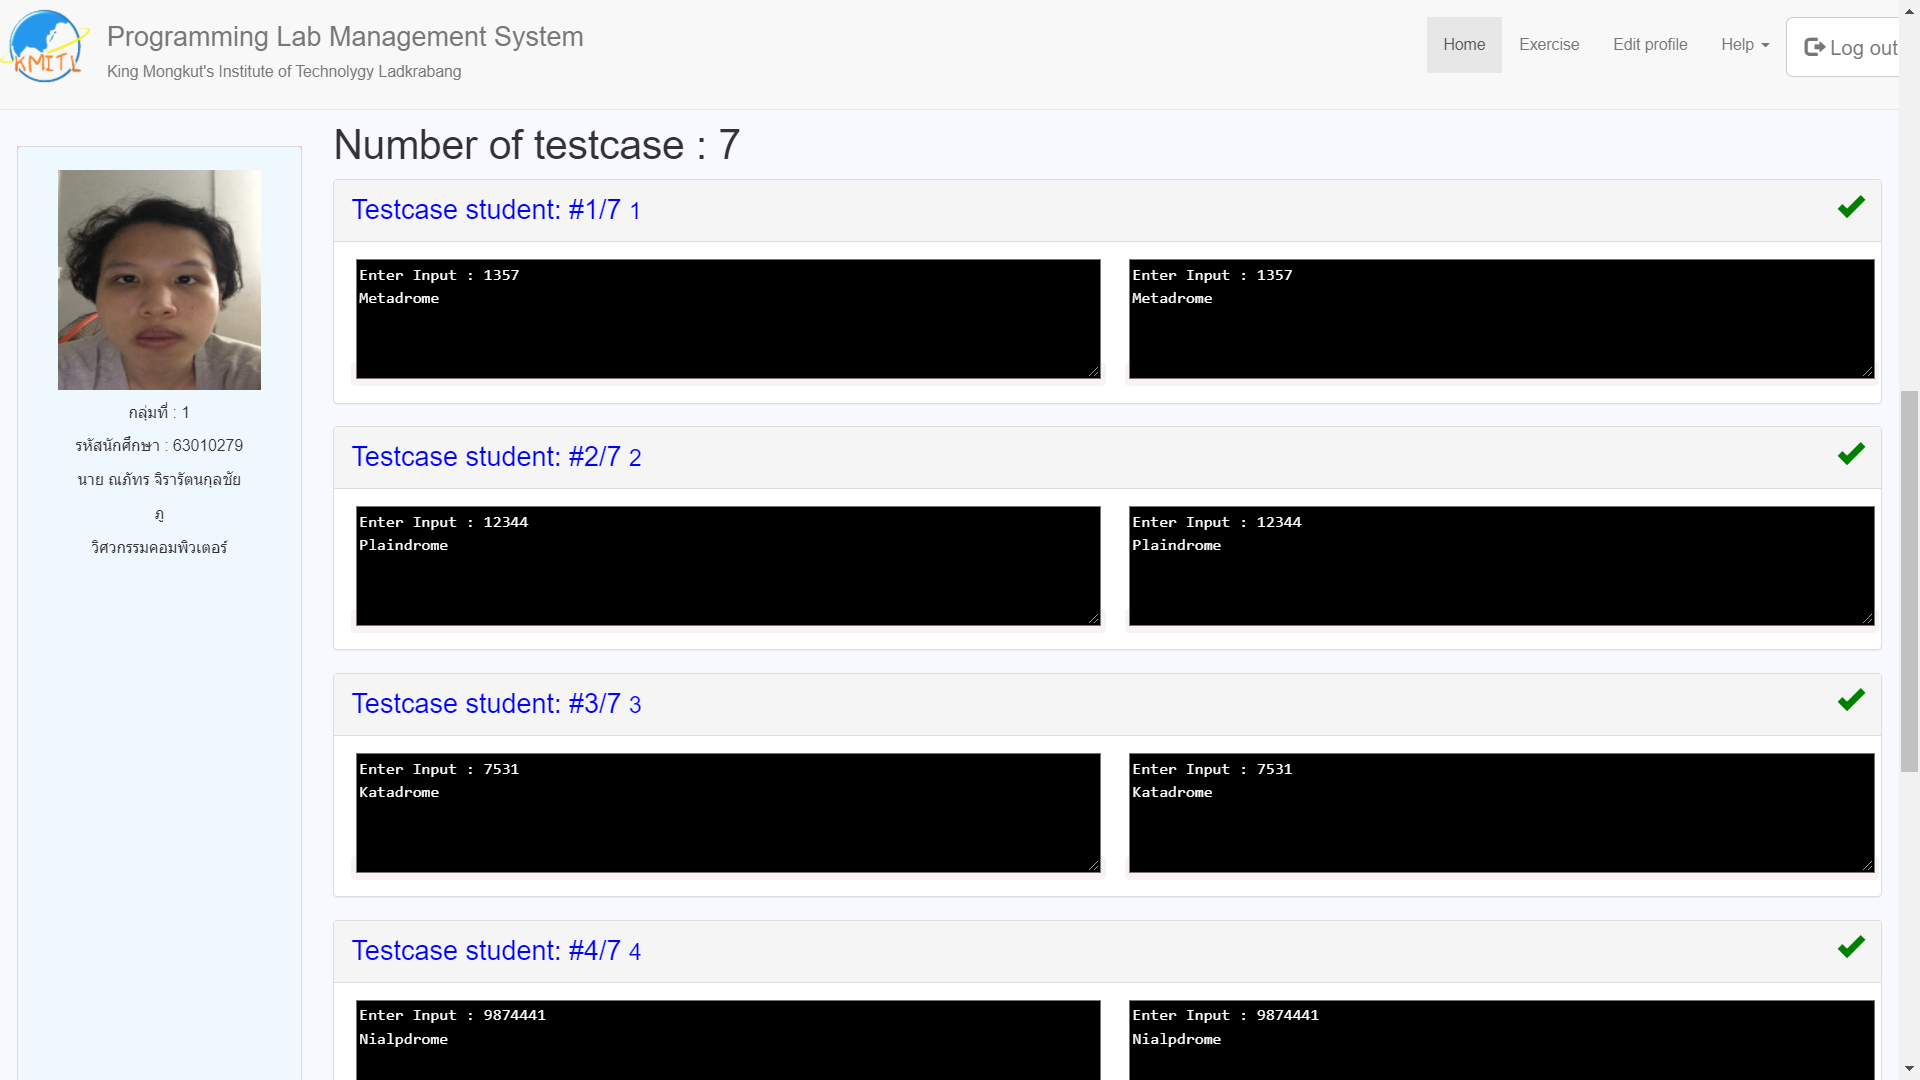 KMITL
Programming Lab Management System
King Mongkut's Institute of Technolygy Ladkrabang
Home
Exercise
Edit profile
Help
Log out
กลุ่มที่ : 1
รหัสนักศึกษา : 63010279
นาย ณภัทร จิรารัตนกุลชัย
ภู
วิศวกรรมคอมพิวเตอร์
Number of testcase : 7
Testcase student: #1/7 1
Enter Input : 1357
Metadrome
Enter Input : 1357
Metadrome
Testcase student: #2/7 2
Enter Input : 12344
Plaindrome
Enter Input : 12344
Plaindrome
Testcase student: #3/7 3
Enter Input : 7531
Katadrome
Enter Input : 7531
Katadrome
Testcase student: #4/7 4
Enter Input : 9874441
Nialpdrome
Enter Input : 9874441
Nialpdrome